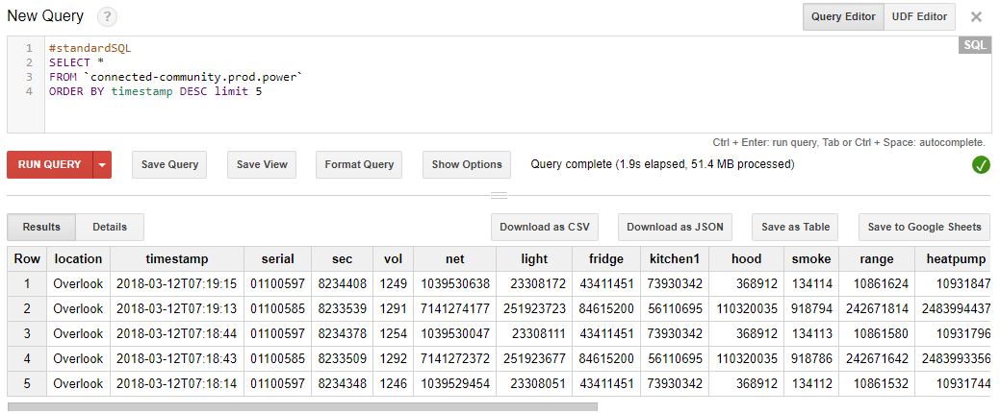 New Query ? Query Editor UDF Editor ×
SQL
1 #standardSQL
2 SELECT *
3 FROM `connected-community.prod.power`
4 ORDER BY timestamp DESC limit 5
Ctrl + Enter: run query, Tab or Ctrl + Space: autocomplete.
RUN QUERY Save Query Save View Format Query Show Options Query complete (1.9s elapsed, 51.4 MB processed)
Results Details Download as CSV Download as JSON Save as Table Save to Google Sheets
Row location timestamp serial sec vol net light fridge kitchen1 hood smoke range heatpump
1 Overlook 2018-03-12T07:19:15 01100597 8234408 1249 1039530638 23308172 43411451 73930342 368912 134114 10861624 10931847
2 Overlook 2018-03-12T07:19:13 01100585 8233539 1291 7141274177 251923723 84615200 56110695 110320035 918794 242671814 2483994437
3 Overlook 2018-03-12T07:18:44 01100597 8234378 1254 1039530047 23308111 43411451 73930342 368912 134113 10861580 10931796
4 Overlook 2018-03-12T07:18:43 01100585 8233509 1292 7141272372 251923677 84615200 56110695 110320035 918786 242671642 2483993356
5 Overlook 2018-03-12T07:18:14 01100597 8234348 1246 1039529454 23308051 43411451 73930342 368912 134112 10861532 10931744